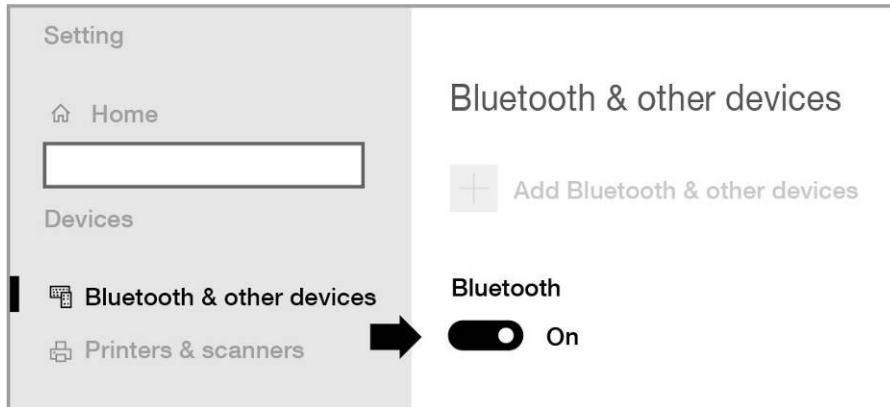 Setting
Home
Devices
Bluetooth & other devices
Printers & scanners
Bluetooth & other devices
Add Bluetooth & other devices
Bluetooth
On